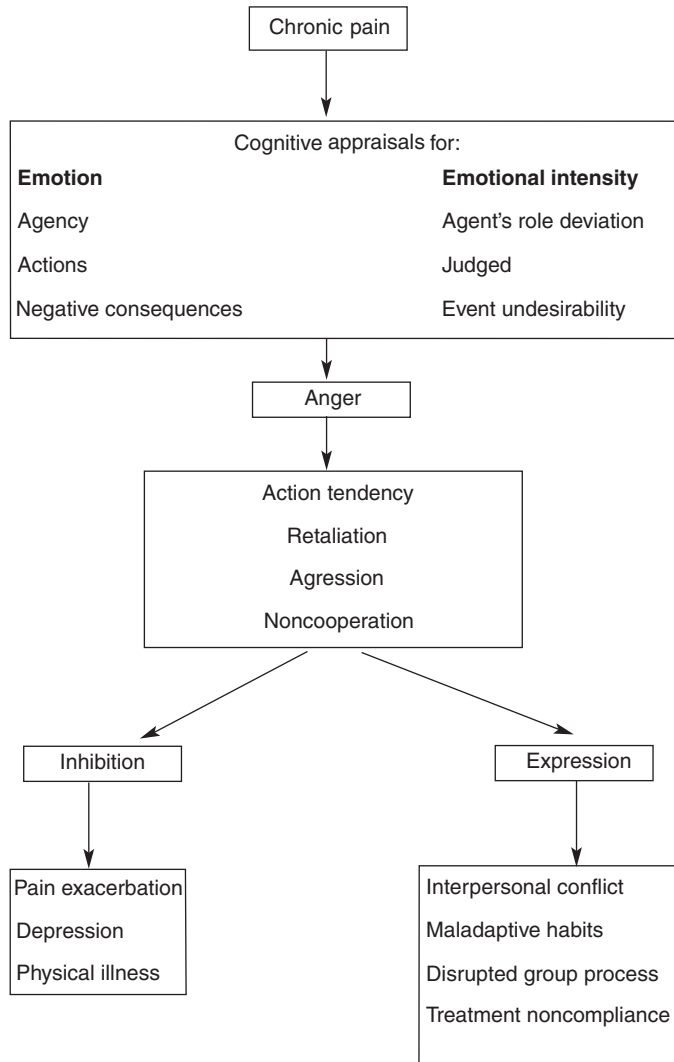 Chronic pain
Cognitive appraisals for:
Emotion
Emotional intensity
Agency
Agent's role deviation
Actions
Judged
Negative consequences
Event undesirability
Anger
Action tendency
Retaliation
Agression
Noncooperation
Inhibition
Expression
Pain exacerbation
Depression
Physical illness
Interpersonal conflict
Maladaptive habits
Disrupted group process
Treatment noncompliance